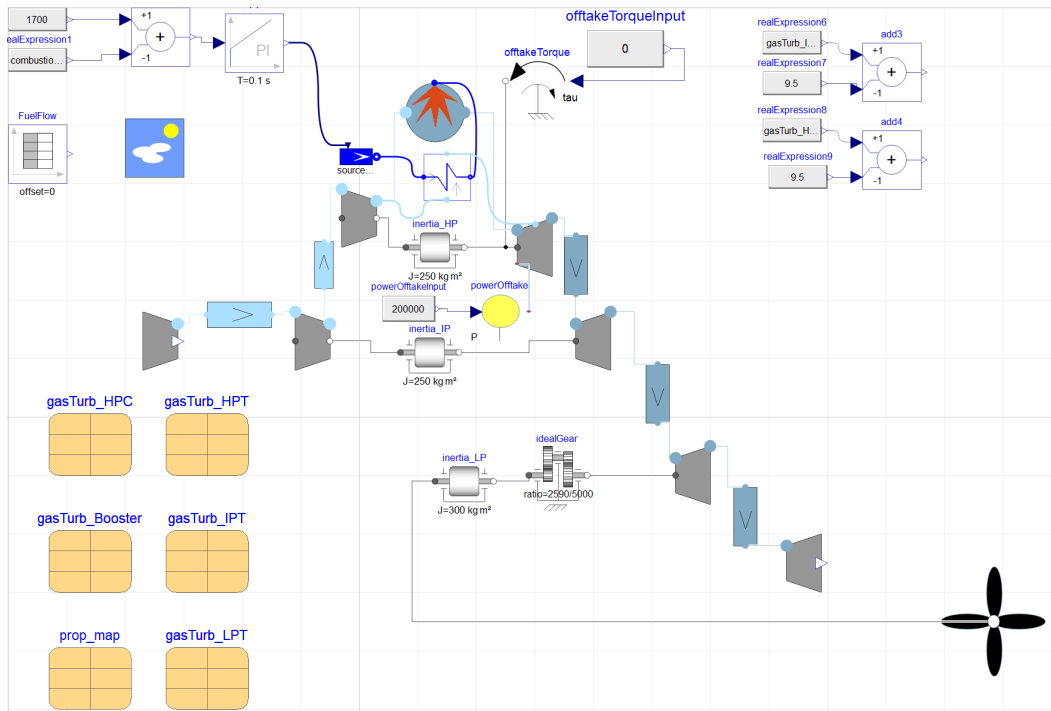 offtakeTorqueInput
1700
+1
-1
+
PI
T=0.1 s
ealExpression1
combustio...
0
offtakeTorque
tau
realExpression6
gasTurb_I...
add3
+1
+
-1
realExpression7
9.5
realExpression8
gasTurb_H...
add4
+1
+
-1
realExpression9
9.5
FuelFlow
offset=0
source...
inertia_HP
J=250 kg m²
powerOfftakeInput
200000
powerOfftake
P
inertia_IP
J=250 kg m²
gasTurb_HPC
gasTurb_HPT
idealGear
ratio=2590/5000
inertia_LP
J=300 kg m²
gasTurb_Booster
gasTurb_IPT
prop_map
gasTurb_LPT